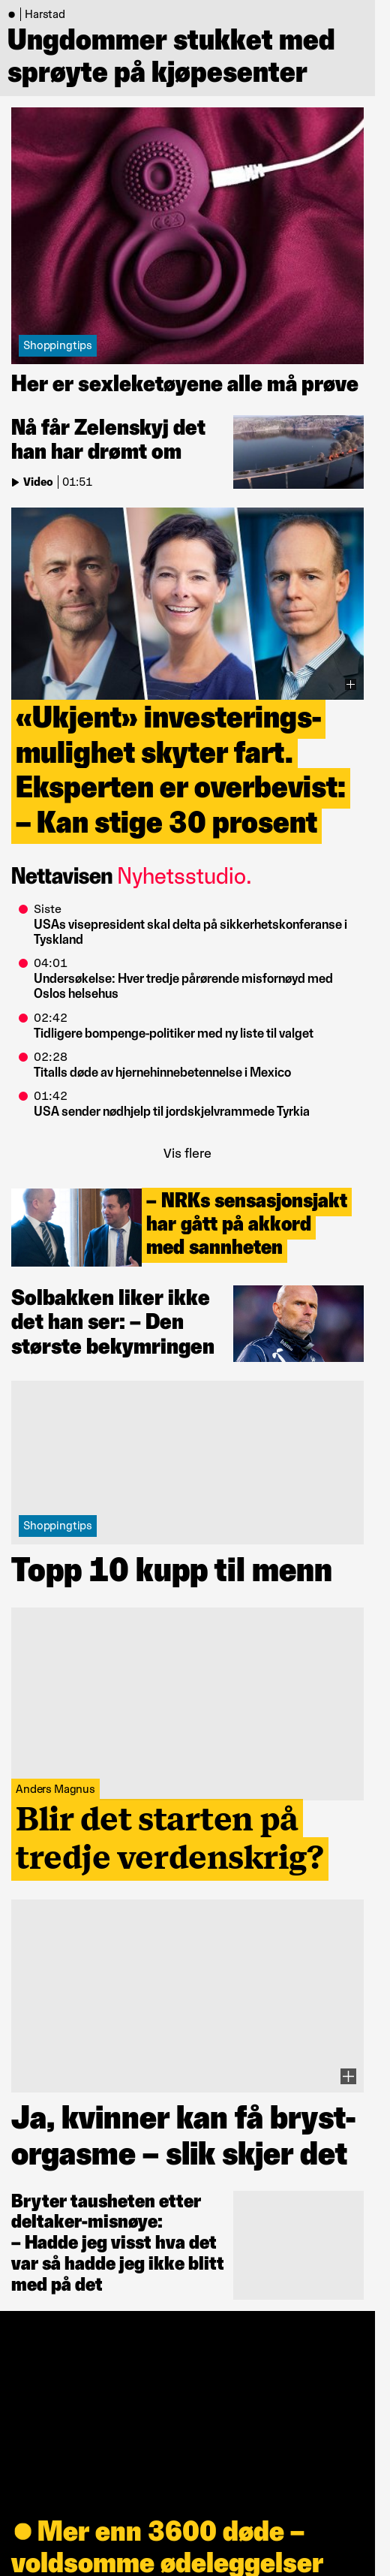 Harstad
Ungdommer stukket med
sprøyte på kjøpesenter
Shoppingtips
Her er sexleketøyene alle må prøve
Nå får Zelenskyj det
han har drømt om
Video 01:51
«Ukjent» investerings-
mulighet skyter fart.
Eksperten er overbevist:
– Kan stige 30 prosent
Nettavisen Nyhetsstudio.
Siste
USAs visepresident skal delta på sikkerhetskonferanse i
Tyskland
04:01
Undersøkelse: Hver tredje pårørende misfornøyd med
Oslos helsehus
02:42
Tidligere bompenge-politiker med ny liste til valget
02:28
Titalls døde av hjernehinnebetennelse i Mexico
01:42
USA sender nødhjelp til jordskjelvrammede Tyrkia
Vis flere
– NRKs sensasjonsjakt
har gått på akkord
med sannheten
Solbakken liker ikke
det han ser: – Den
største bekymringen
Shoppingtips
Topp 10 kupp til menn
Anders Magnus
Blir det starten på
tredje verdenskrig?
Ja, kvinner kan få bryst-
orgasme – slik skjer det
Bryter tausheten etter
deltaker-misnøye:
– Hadde jeg visst hva det
var så hadde jeg ikke blitt
med på det
Mer enn 3600 døde –
voldsomme ødeleggelser